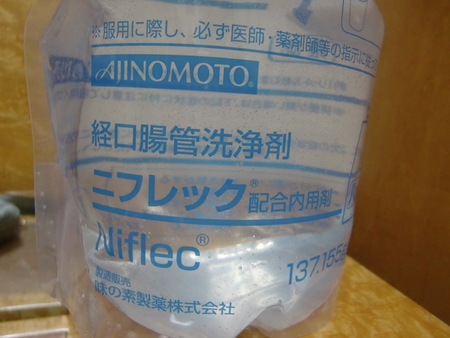 ※服用に際し、必ず医師・薬剤師等の指示に従っ
AJINOMOTO®
経口腸管洗浄剤
ニフレック®配合内用剤
Niflec®
137.155g
製造販売
味の素製薬株式会社